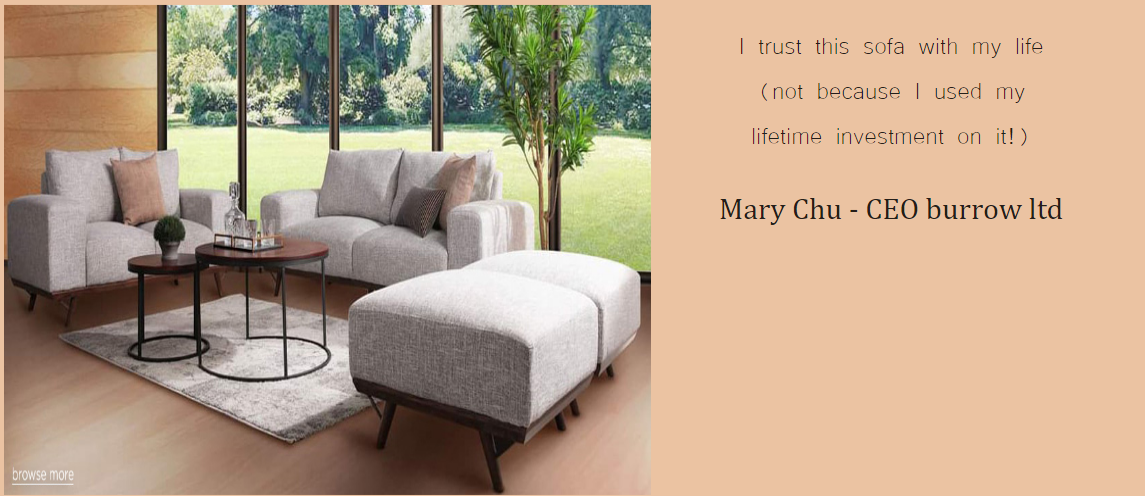 I trust this sofa with my life
(not because I used my
lifetime investment on it!)
Mary Chu - CEO burrow ltd
browse more